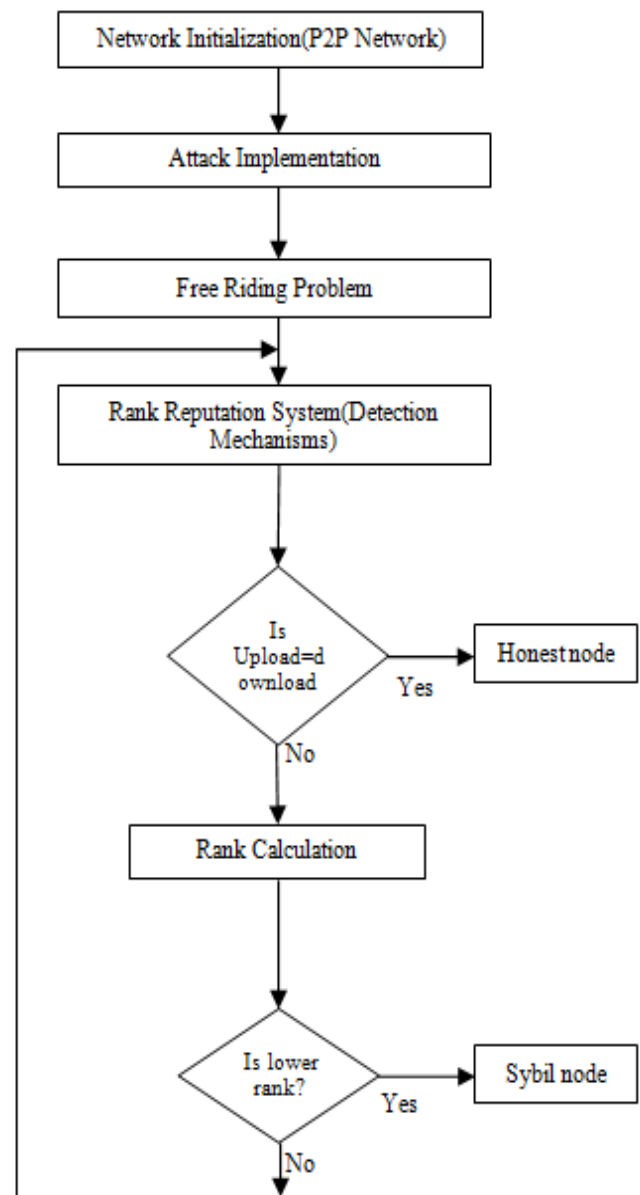 Network Initialization(P2P Network)
Attack Implementation
Free Riding Problem
Rank Reputation System(Detection
Mechanisms)
Is
Upload=d
ownload
Honest node
Yes
No
Rank Calculation
Is lower
rank?
Sybil node
Yes
No